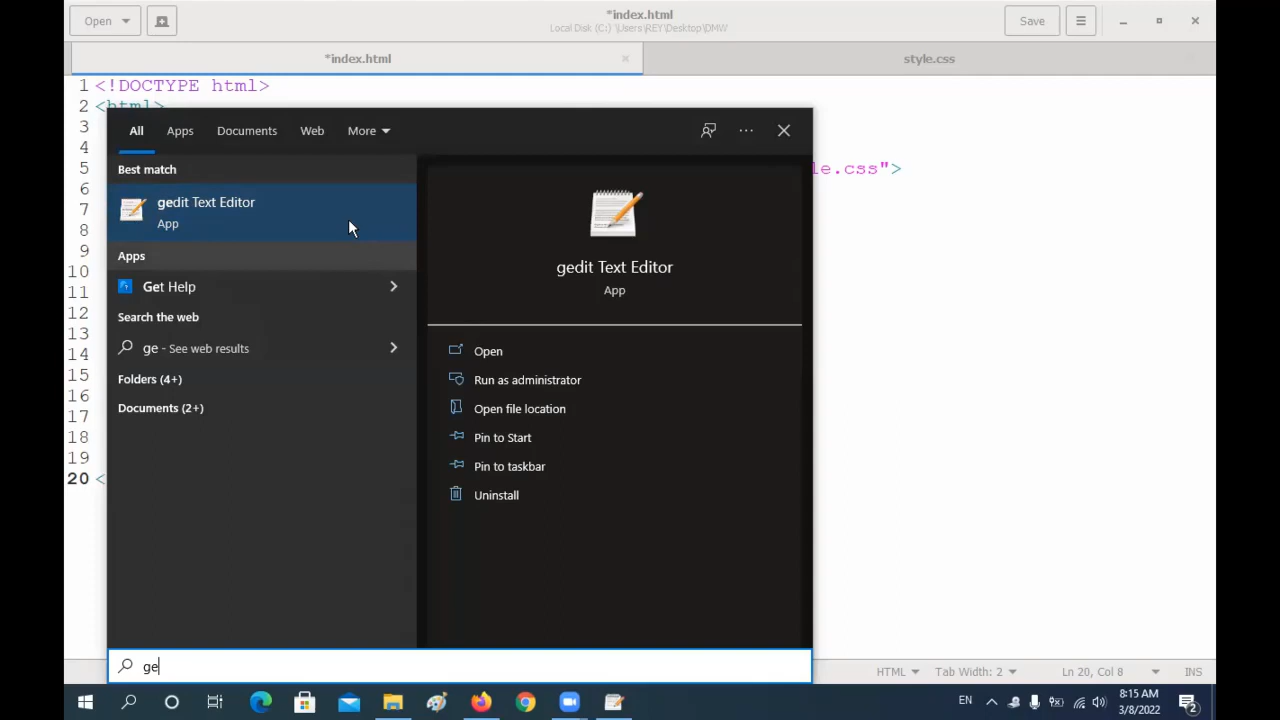 Open
*index.html
Local Disk (C:) \Users\REY\Desktop\DMW
Save
*index.html
style.css
1 <!DOCTYPE html>
2 <html>
3
4
5 le.css">
6
7
8
9
10
11
12
13
14
15
16
17
18
19
20 <
All
Apps
Documents
Web
More
Best match
gedit Text Editor
App
Apps
Get Help
Search the web
ge - See web results
Folders (4+)
Documents (2+)
gedit Text Editor
App
Open
Run as administrator
Open file location
Pin to Start
Pin to taskbar
Uninstall
ge
HTML
Tab Width: 2
Ln 20, Col 8
INS
EN
8:15 AM
3/8/2022
2